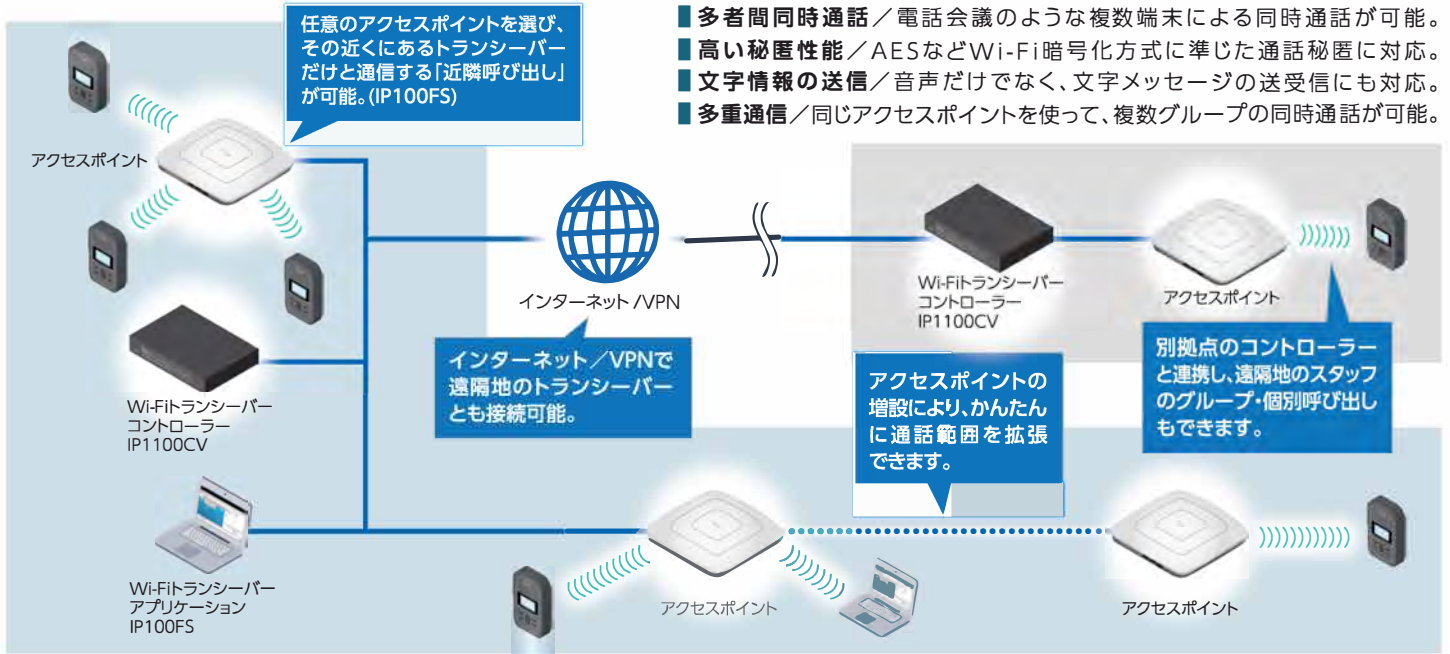 任意のアクセスポイントを選び、
その近くにあるトランシーバー
だけと通信する「近隣呼び出し」
が可能。(IP100FS)
■多者間同時通話／電話会議のような複数端末による同時通話が可能。
■高い秘匿性能／AESなどWi-Fi暗号化方式に準じた通話秘匿に対応。
■文字情報の送信／音声だけでなく、文字メッセージの送受信にも対応。
■多重通信／同じアクセスポイントを使って、複数グループの同時通話が可能。
アクセスポイント
インターネット/VPN
Wi-Fiトランシーバー
コントローラー
IP1100CV
アクセスポイント
インターネット／VPNで
遠隔地のトランシーバー
とも接続可能。
アクセスポイントの
増設により、かんたん
に通話範囲を拡張
できます。
別拠点のコントローラー
と連携し、遠隔地のスタッフ
のグループ・個別呼び出し
もできます。
Wi-Fiトランシーバー
コントローラー
IP1100CV
Wi-Fiトランシーバー
アプリケーション
IP100FS
アクセスポイント
アクセスポイント